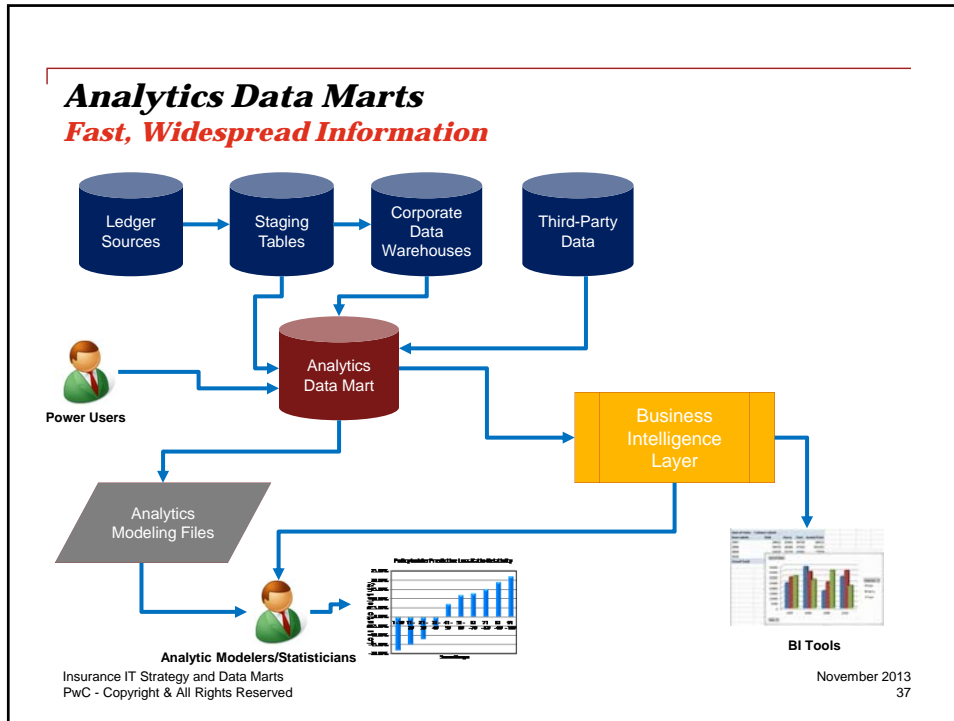 Analytics Data Marts
Fast, Widespread Information
Ledger
Sources
Staging
Tables
Corporate
Data
Warehouses
Third-Party
Data
Analytics
Data Mart
Power Users
Business
Intelligence
Layer
Analytics
Modeling Files
Analytic Modelers/Statisticians
BI Tools
Insurance IT Strategy and Data Marts
PwC - Copyright & All Rights Reserved
November 2013
37